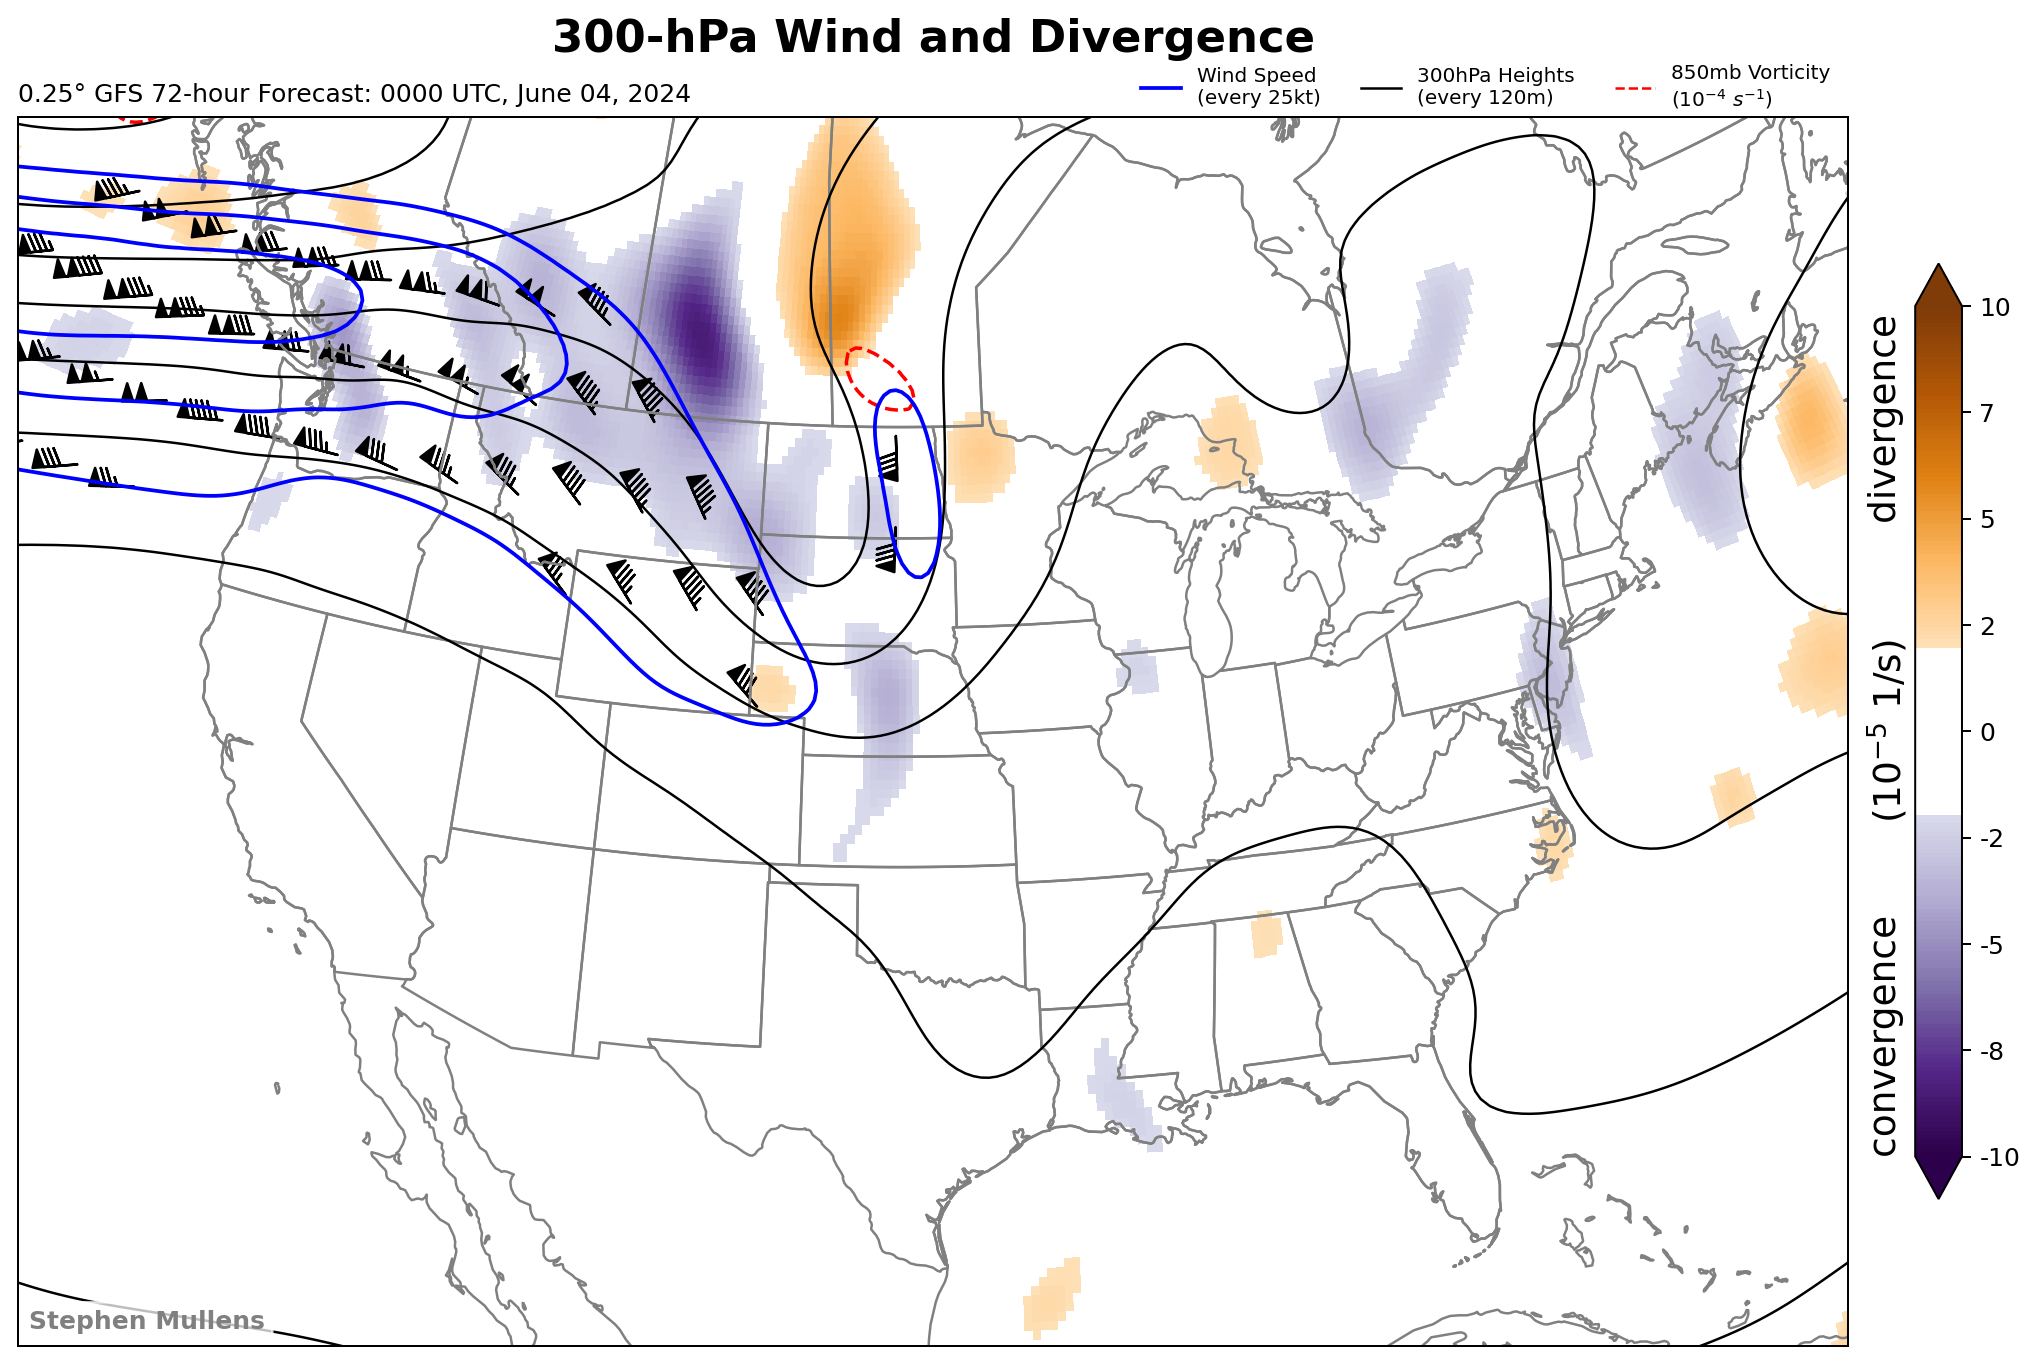 300-hPa Wind and Divergence
0.25° GFS 72-hour Forecast: 0000 UTC, June 04, 2024
Wind Speed
(every 25kt)
300hPa Heights
(every 120m)
850mb Vorticity
(10⁻⁴ s⁻¹)
10
7
5
2
0
-2
-5
-8
-10
convergence (10⁻⁵ 1/s) divergence
Stephen Mullens